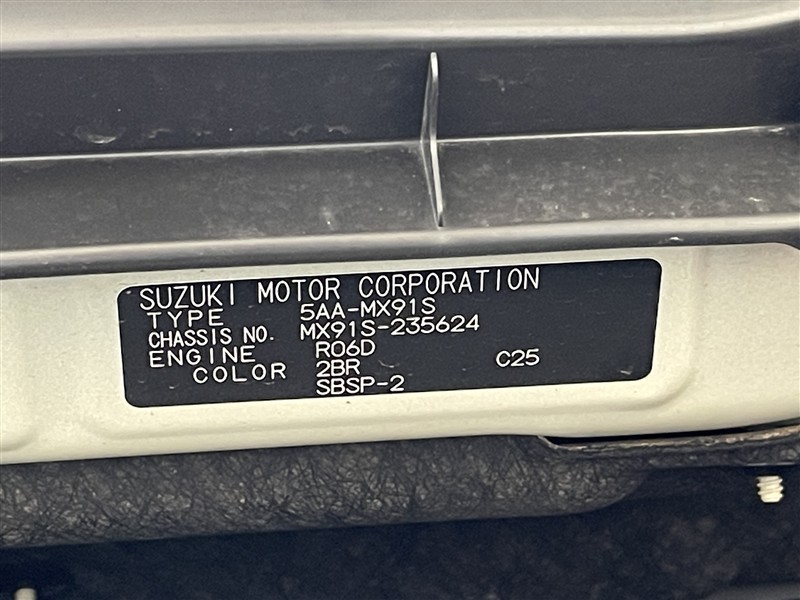 SUZUKI MOTOR CORPORATION
TYPE 5AA-MX91S
CHASSIS NO. MX91S-235624
ENGINE R06D
COLOR 2BR C25
SBSP-2